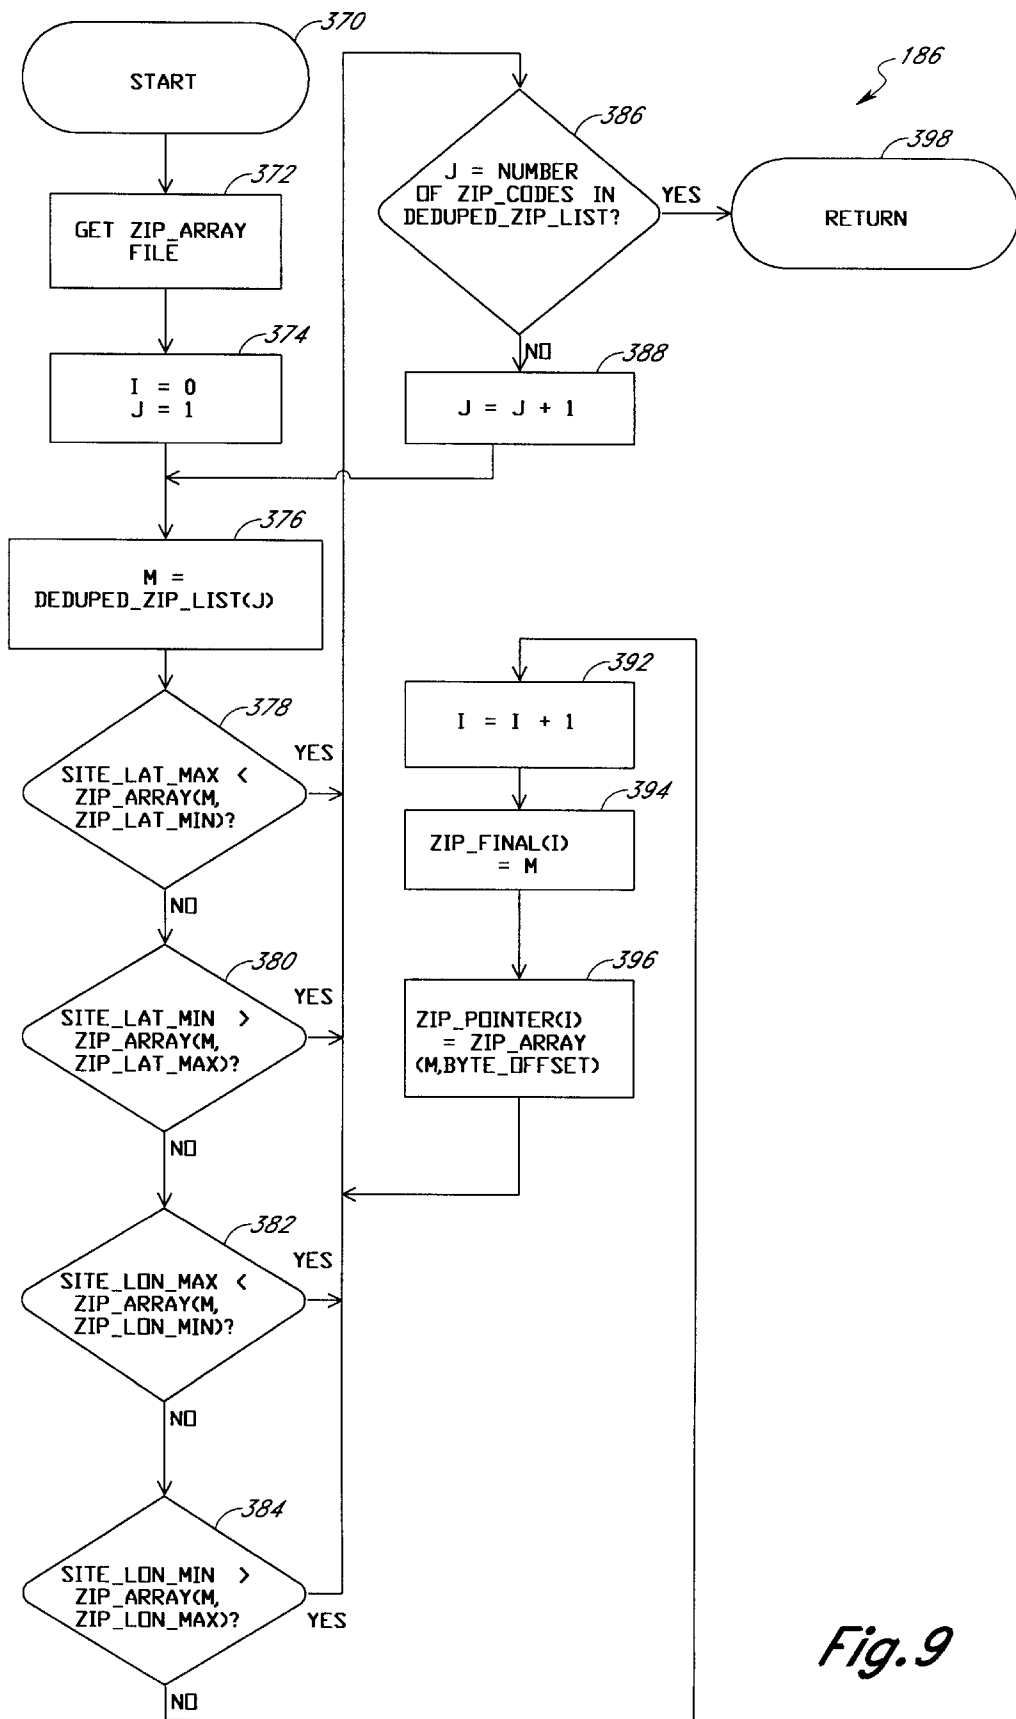 370
START
372
GET ZIP_ARRAY
FILE
374
I = 0
J = 1
376
M =
DEDUPED_ZIP_LIST(J)
378
YES
SITE_LAT_MAX <
ZIP_ARRAY(M,
ZIP_LAT_MIN)?
NO
380
YES
SITE_LAT_MIN >
ZIP_ARRAY(M,
ZIP_LAT_MAX)?
NO
382
YES
SITE_LON_MAX <
ZIP_ARRAY(M,
ZIP_LON_MIN)?
NO
384
SITE_LON_MIN >
ZIP_ARRAY(M,
ZIP_LON_MAX)?
YES
NO
386
J = NUMBER
OF ZIP_CODES IN
DEDUPED_ZIP_LIST?
YES
NO
388
J = J + 1
392
I = I + 1
394
ZIP_FINAL(I)
= M
396
ZIP_POINTER(I)
= ZIP_ARRAY
(M,BYTE_OFFSET)
186
398
RETURN
Fig.9